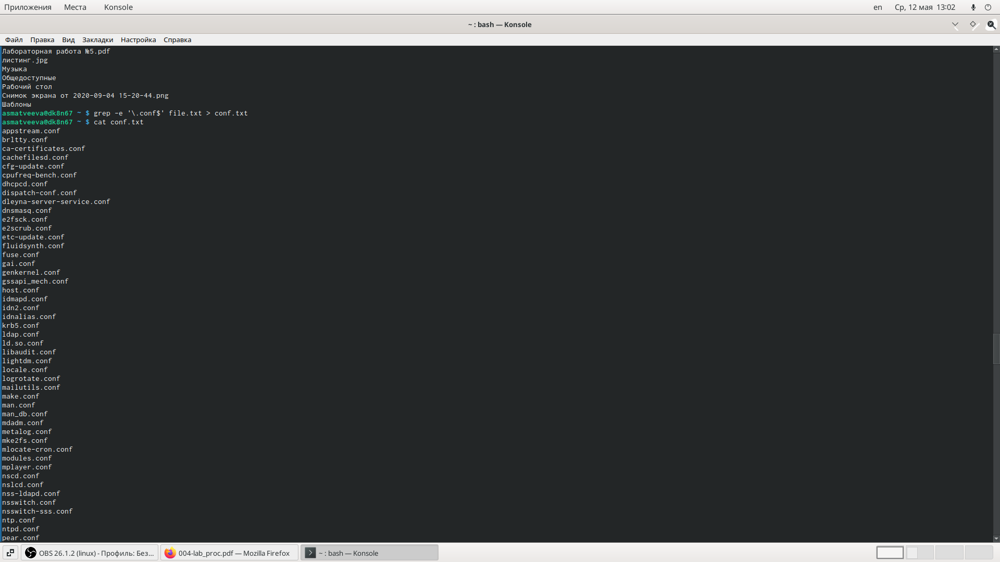 Приложения Места Konsole en Ср, 12 мая 13:02
~ : bash — Konsole
Файл Правка Вид Закладки Настройка Справка
Лабораторная работа №5.pdf
листинг.jpg
Музыка
Общедоступные
Рабочий стол
Снимок экрана от 2020-09-04 15-20-44.png
Шаблоны
asmatveeva@dk8n67 ~ $ grep -e '\.conf$' file.txt > conf.txt
asmatveeva@dk8n67 ~ $ cat conf.txt
appstream.conf
brltty.conf
ca-certificates.conf
cachefilesd.conf
cfg-update.conf
cpufreq-bench.conf
dhcpcd.conf
dispatch-conf.conf
dleyna-server-service.conf
dnsmasq.conf
e2fsck.conf
e2scrub.conf
etc-update.conf
fluidsynth.conf
fuse.conf
gai.conf
genkernel.conf
gssapi_mech.conf
host.conf
idmapd.conf
idn2.conf
idnalias.conf
krb5.conf
ldap.conf
ld.so.conf
libaudit.conf
lightdm.conf
locale.conf
logrotate.conf
mailutils.conf
make.conf
man.conf
man_db.conf
mdadm.conf
metalog.conf
mke2fs.conf
mlocate-cron.conf
modules.conf
mplayer.conf
nscd.conf
nslcd.conf
nss-ldapd.conf
nsswitch.conf
nsswitch-sss.conf
ntp.conf
ntpd.conf
pear.conf
OBS 26.1.2 (linux) - Профиль: Без... 004-lab_proc.pdf — Mozilla Firefox ~ : bash — Konsole